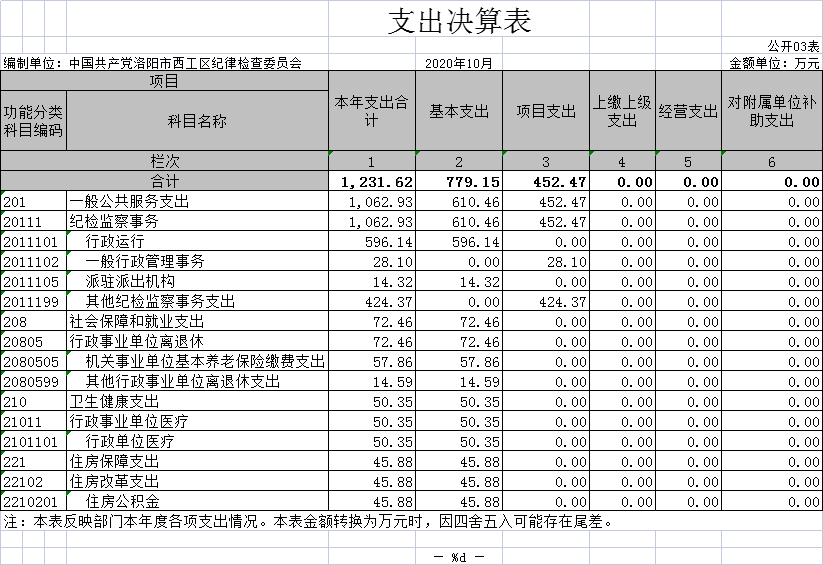 支出决算表
公开03表
编制单位：中国共产党洛阳市西工区纪律检查委员会 2020年10月 金额单位：万元
项目
功能分类科目编码 科目名称 本年支出合计 基本支出 项目支出 上缴上级支出 经营支出 对附属单位补助支出
栏次 1 2 3 4 5 6
合计 1,231.62 779.15 452.47 0.00 0.00 0.00
201 一般公共服务支出 1,062.93 610.46 452.47 0.00 0.00 0.00
20111 纪检监察事务 1,062.93 610.46 452.47 0.00 0.00 0.00
2011101 行政运行 596.14 596.14 0.00 0.00 0.00 0.00
2011102 一般行政管理事务 28.10 0.00 28.10 0.00 0.00 0.00
2011105 派驻派出机构 14.32 14.32 0.00 0.00 0.00 0.00
2011199 其他纪检监察事务支出 424.37 0.00 424.37 0.00 0.00 0.00
208 社会保障和就业支出 72.46 72.46 0.00 0.00 0.00 0.00
20805 行政事业单位离退休 72.46 72.46 0.00 0.00 0.00 0.00
2080505 机关事业单位基本养老保险缴费支出 57.86 57.86 0.00 0.00 0.00 0.00
2080599 其他行政事业单位离退休支出 14.59 14.59 0.00 0.00 0.00 0.00
210 卫生健康支出 50.35 50.35 0.00 0.00 0.00 0.00
21011 行政事业单位医疗 50.35 50.35 0.00 0.00 0.00 0.00
2101101 行政单位医疗 50.35 50.35 0.00 0.00 0.00 0.00
221 住房保障支出 45.88 45.88 0.00 0.00 0.00 0.00
22102 住房改革支出 45.88 45.88 0.00 0.00 0.00 0.00
2210201 住房公积金 45.88 45.88 0.00 0.00 0.00 0.00
注：本表反映部门本年度各项支出情况。本表金额转换为万元时，因四舍五入可能存在尾差。
— %d —